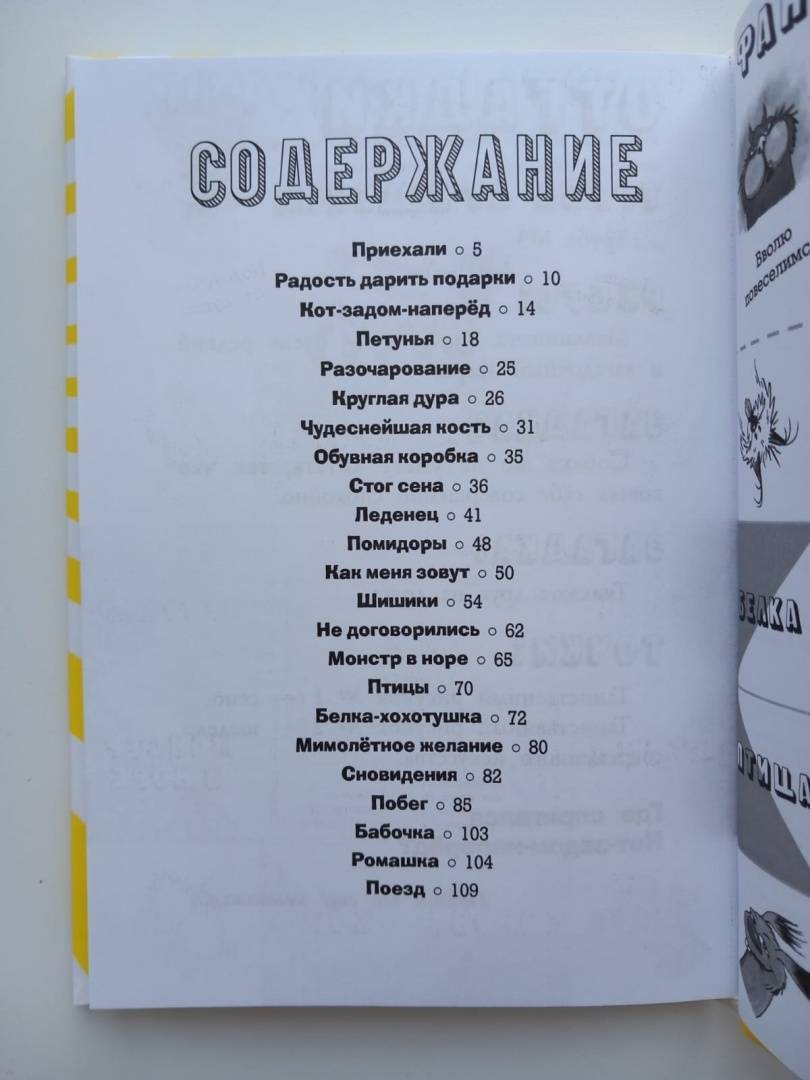 СОДЕРЖАНИЕ
Приехали ○ 5
Радость дарить подарки ○ 10
Кот-задом-наперёд ○ 14
Петунья ○ 18
Разочарование ○ 25
Круглая дура ○ 26
Чудеснейшая кость ○ 31
Обувная коробка ○ 35
Стог сена ○ 36
Леденец ○ 41
Помидоры ○ 48
Как меня зовут ○ 50
Шишики ○ 54
Не договорились ○ 62
Монстр в норе ○ 65
Птицы ○ 70
Белка-хохотушка ○ 72
Мимолётное желание ○ 80
Сновидения ○ 82
Побег ○ 85
Бабочка ○ 103
Ромашка ○ 104
Поезд ○ 109
Вволю
БЕЛКА
ПТИЦА